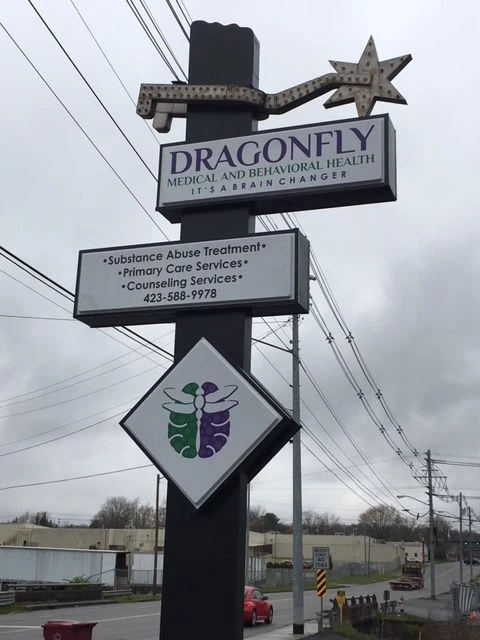 DRAGONFLY
MEDICAL AND BEHAVIORAL HEALTH
IT'S A BRAIN CHANGER
•Substance Abuse Treatment•
•Primary Care Services•
•Counseling Services•
423-588-9978